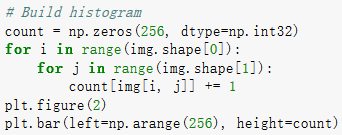 # Build histogram
count = np.zeros(256, dtype=np.int32)
for i in range(img.shape[0]):
    for j in range(img.shape[1]):
        count[img[i, j]] += 1
plt.figure(2)
plt.bar(left=np.arange(256), height=count)